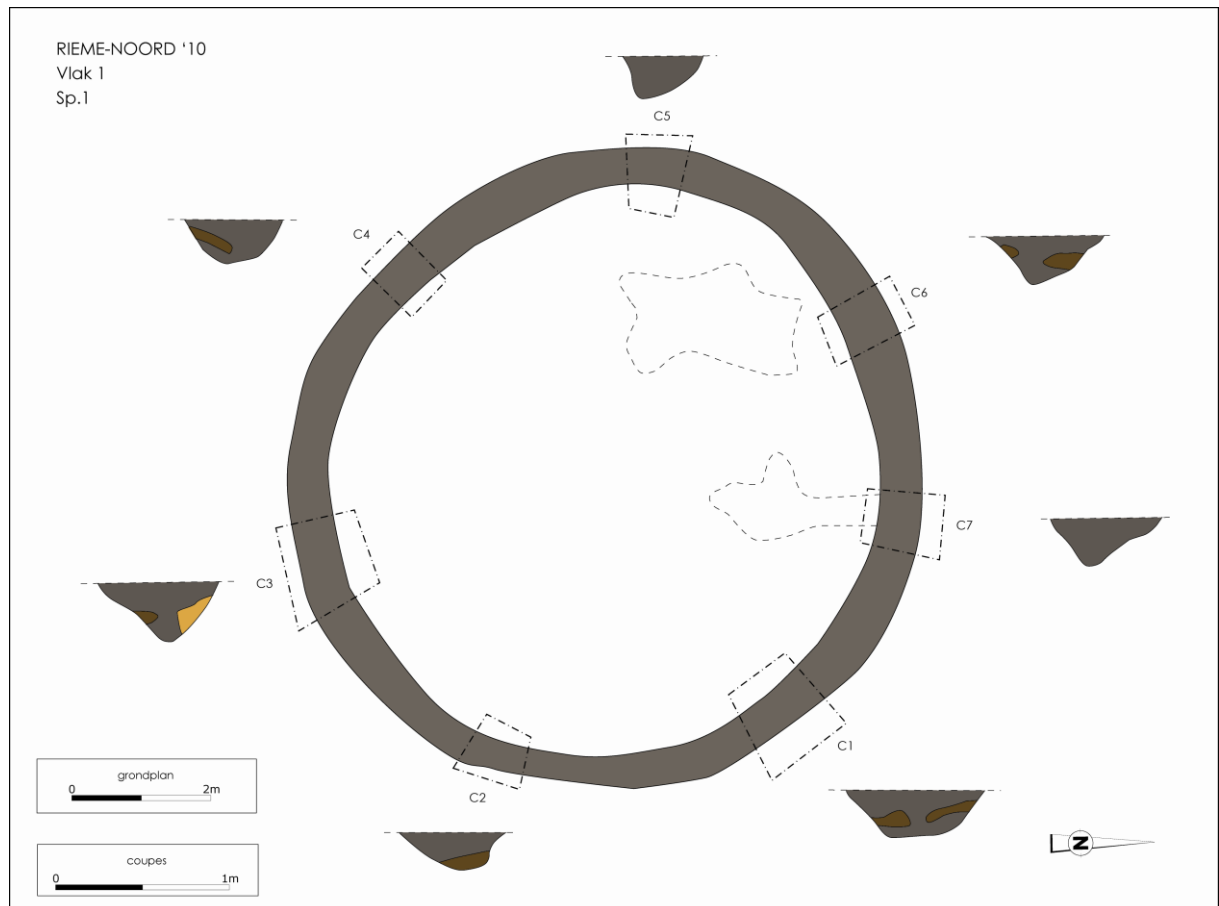 RIEME-NOORD ‘10
Vlak 1
Sp.1
C5
C4
C6
C7
C3
C1
C2
grondplan
0 2m
coupes
0 1m
N